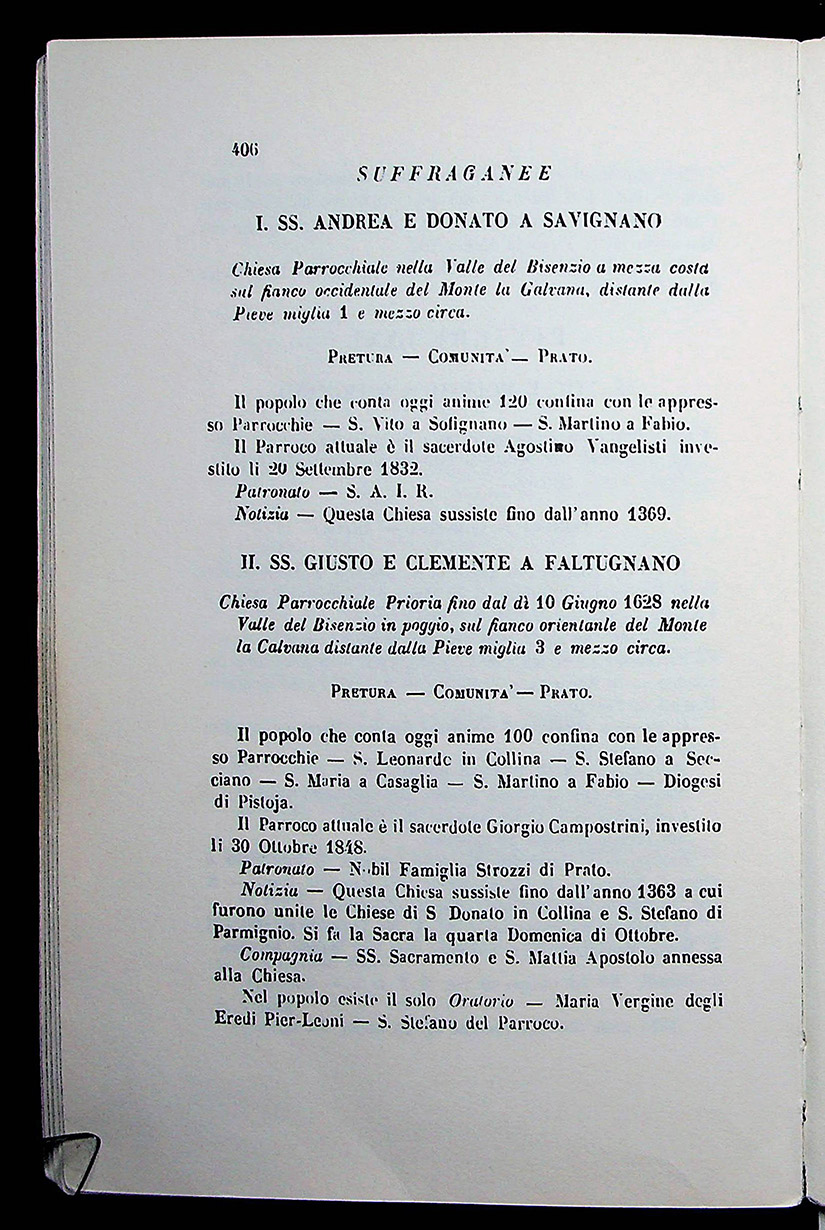 406
SUFFRAGANEE
I. SS. ANDREA E DONATO A SAVIGNANO
Chiesa Parrocchiale nella Valle del Bisenzio a mezza costa
sul fianco occidentale del Monte la Galvana, distante dalla
Pieve miglia 1 e mezzo circa.
PRETURA — COMUNITA' — PRATO.
Il popolo che conta oggi anime 120 confina con le appres-
so Parrocchie — S. Vito a Sofignano — S. Martino a Fabio.
Il Parroco attuale è il sacerdote Agostino Vangelisti inve-
stito li 20 Settembre 1832.
Patronato — S. A. I. R.
Notizia — Questa Chiesa sussiste fino dall'anno 1369.
II. SS. GIUSTO E CLEMENTE A FALTUGNANO
Chiesa Parrocchiale Prioria fino dal dì 10 Giugno 1628 nella
Valle del Bisenzio in poggio, sul fianco orientanle del Monte
la Calvana distante dalla Pieve miglia 3 e mezzo circa.
PRETURA — COMUNITA' — PRATO.
Il popolo che conta oggi anime 100 confina con le appres-
so Parrocchie — S. Leonardo in Collina — S. Stefano a Sec-
ciano — S. Maria a Casaglia — S. Martino a Fabio — Diogesi
di Pistoja.
Il Parroco attuale è il sacerdote Giorgio Campostrini, investito
li 30 Ottobre 1848.
Patronato — Nobil Famiglia Strozzi di Prato.
Notizia — Questa Chiesa sussiste fino dall'anno 1363 a cui
furono unite le Chiese di S Donato in Collina e S. Stefano di
Parmignio. Si fa la Sacra la quarta Domenica di Ottobre.
Compagnia — SS. Sacramento e S. Mattia Apostolo annessa
alla Chiesa.
Nel popolo esiste il solo Oratorio — Maria Vergine degli
Eredi Pier-Leoni — S. Stefano del Parroco.